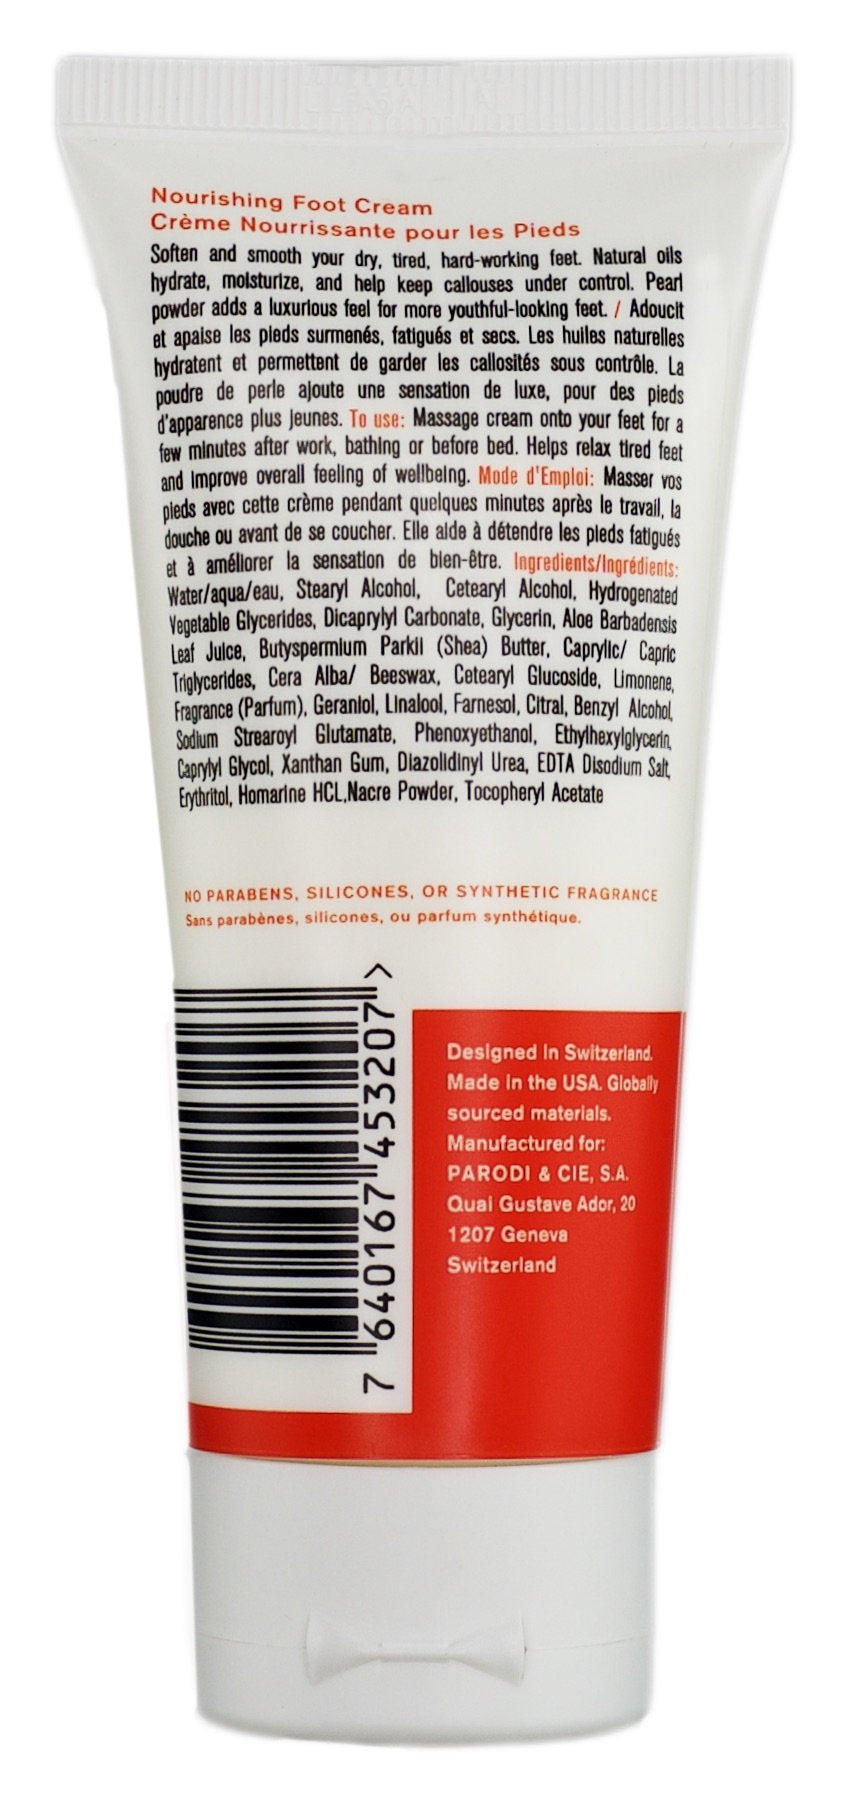 Nourishing Foot Cream
Crème Nourrissante pour les Pieds
Soften and smooth your dry, tired, hard-working feet. Natural oils
hydrate, moisturize, and help keep callouses under control. Pearl
powder adds a luxurious feel for more youthful-looking feet. / Adoucit
et apaise les pieds surmenés, fatigués et secs. Les huiles naturelles
hydratent et permettent de garder les callosités sous contrôle. La
poudre de perle ajoute une sensation de luxe, pour des pieds
d'apparence plus jeunes. To use: Massage cream onto your feet for a
few minutes after work, bathing or before bed. Helps relax tired feet
and improve overall feeling of wellbeing. Mode d'Emploi: Masser vos
pieds avec cette crème pendant quelques minutes après le travail, la
douche ou avant de se coucher. Elle aide à détendre les pieds fatigués
et à améliorer la sensation de bien-être. Ingredients/Ingrédients:
Water/aqua/eau, Stearyl Alcohol, Cetearyl Alcohol, Hydrogenated
Vegetable Glycerides, Dicaprylyl Carbonate, Glycerin, Aloe Barbadensis
Leaf Juice, Butyspermium Parkii (Shea) Butter, Caprylic/ Capric
Triglycerides, Cera Alba/ Beeswax, Cetearyl Glucoside, Limonene,
Fragrance (Parfum), Geraniol, Linalool, Farnesol, Citral, Benzyl Alcohol,
Sodium Strearoyl Glutamate, Phenoxyethanol, Ethylhexylglycerin,
Caprylyl Glycol, Xanthan Gum, Diazolidinyl Urea, EDTA Disodium Salt,
Erythritol, Homarine HCL,Nacre Powder, Tocopheryl Acetate
NO PARABENS, SILICONES, OR SYNTHETIC FRAGRANCE
Sans parabènes, silicones, ou parfum synthétique.
7 640167 453207 >
Designed in Switzerland.
Made in the USA. Globally
sourced materials.
Manufactured for:
PARODI & CIE, S.A.
Quai Gustave Ador, 20
1207 Geneva
Switzerland